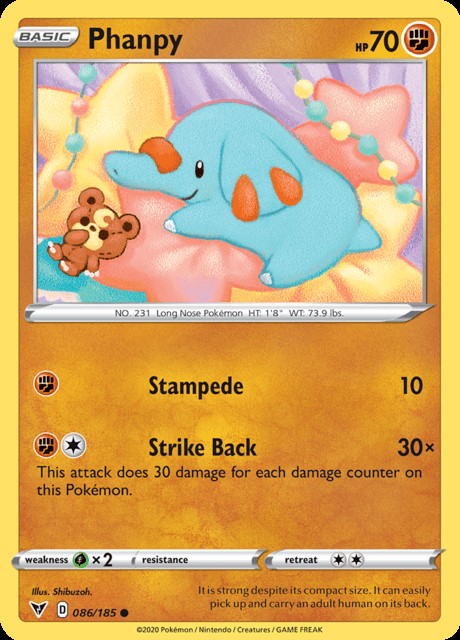 BASIC Phanpy HP 70
NO. 231 Long Nose Pokémon HT: 1'8" WT: 73.9 lbs.
Stampede 10
Strike Back 30×
This attack does 30 damage for each damage counter on
this Pokémon.
weakness ×2 resistance retreat
Illus. Shibuzoh. It is strong despite its compact size. It can easily
pick up and carry an adult human on its back.
D 086/185
©2020 Pokémon / Nintendo / Creatures / GAME FREAK